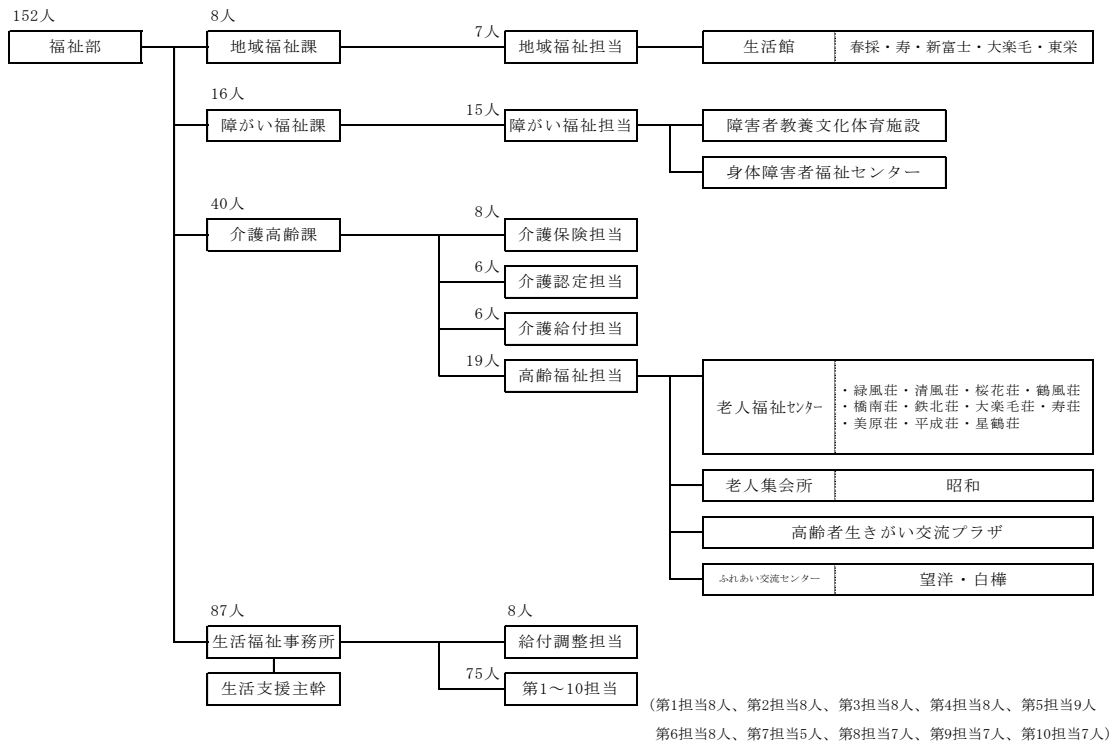 152人
福祉部
8人
地域福祉課
7人
地域福祉担当
生活館
春採・寿・新富士・大楽毛・東栄
16人
障がい福祉課
15人
障がい福祉担当
障害者教養文化体育施設
身体障害者福祉センター
40人
介護高齢課
8人
介護保険担当
6人
介護認定担当
6人
介護給付担当
19人
高齢福祉担当
老人福祉ｾﾝﾀｰ
・緑風荘・清風荘・桜花荘・鶴風荘
・橋南荘・鉄北荘・大楽毛荘・寿荘
・美原荘・平成荘・星鶴荘
老人集会所
昭和
高齢者生きがい交流プラザ
ふれあい交流センター
望洋・白樺
87人
生活福祉事務所
生活支援主幹
8人
給付調整担当
75人
第1～10担当
(第1担当8人、第2担当8人、第3担当8人、第4担当8人、第5担当9人
第6担当8人、第7担当5人、第8担当7人、第9担当7人、第10担当7人)